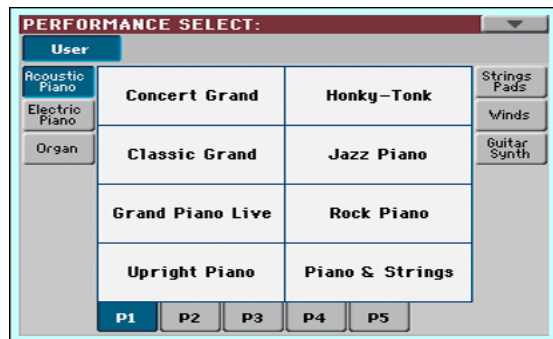 PERFORMANCE SELECT:
User
Acoustic
Piano
Electric
Piano
Organ
Concert Grand
Honky-Tonk
Classic Grand
Jazz Piano
Grand Piano Live
Rock Piano
Upright Piano
Piano & Strings
Strings
Pads
Winds
Guitar
Synth
P1 P2 P3 P4 P5